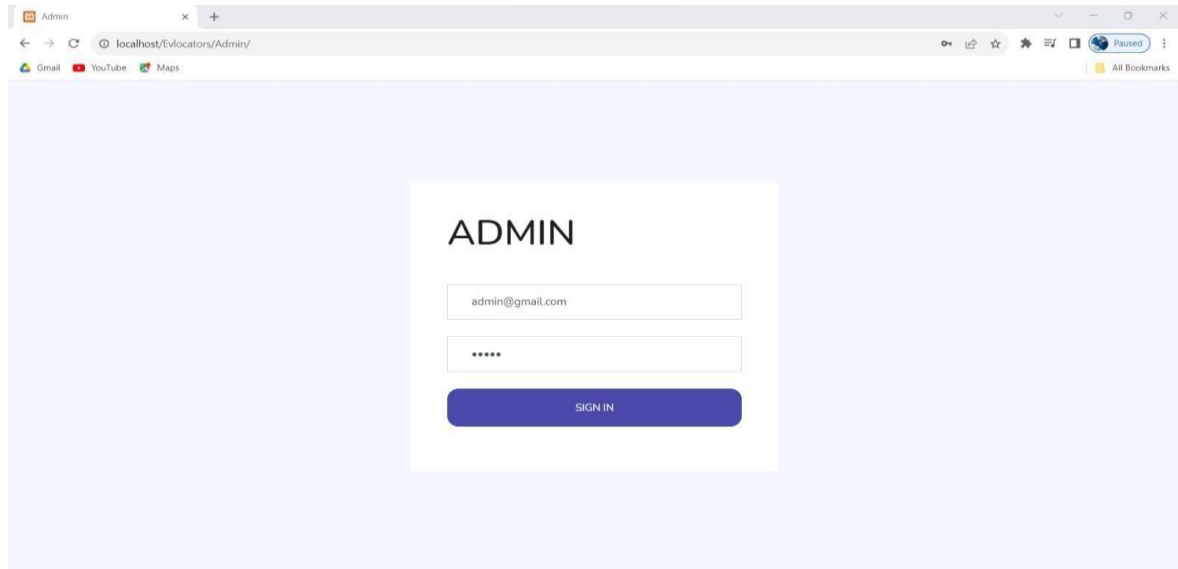 Admin
localhost/Evlocators/Admin/
Paused
Gmail YouTube Maps All Bookmarks
ADMIN
admin@gmail.com
•••••
SIGN IN